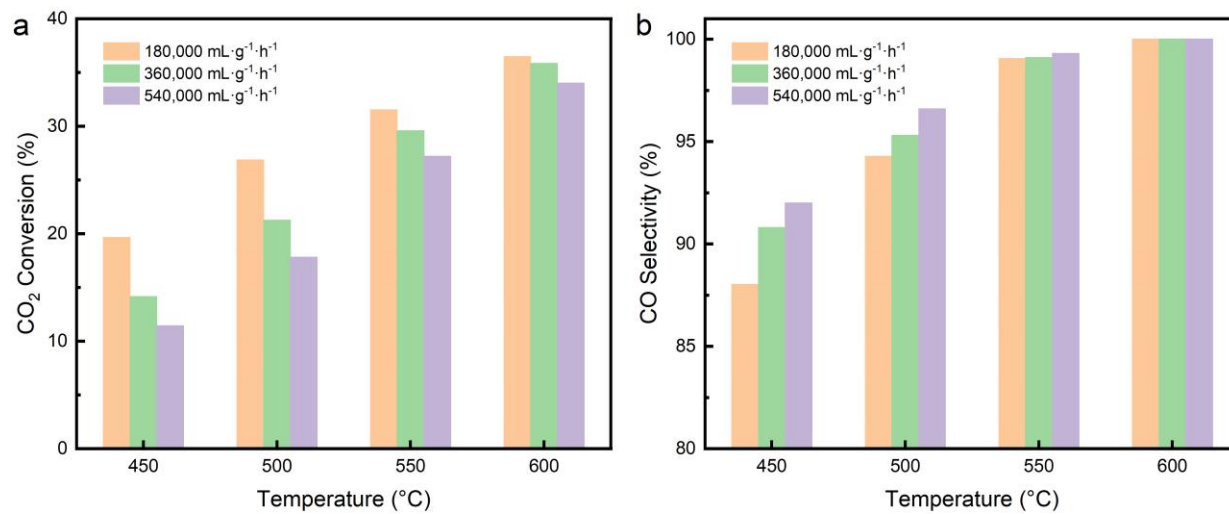 a
40
30
20
10
0
CO₂ Conversion (%)
180,000 mL·g⁻¹·h⁻¹
360,000 mL·g⁻¹·h⁻¹
540,000 mL·g⁻¹·h⁻¹
450 500 550 600
Temperature (°C)
b
100
95
90
85
80
CO Selectivity (%)
180,000 mL·g⁻¹·h⁻¹
360,000 mL·g⁻¹·h⁻¹
540,000 mL·g⁻¹·h⁻¹
450 500 550 600
Temperature (°C)